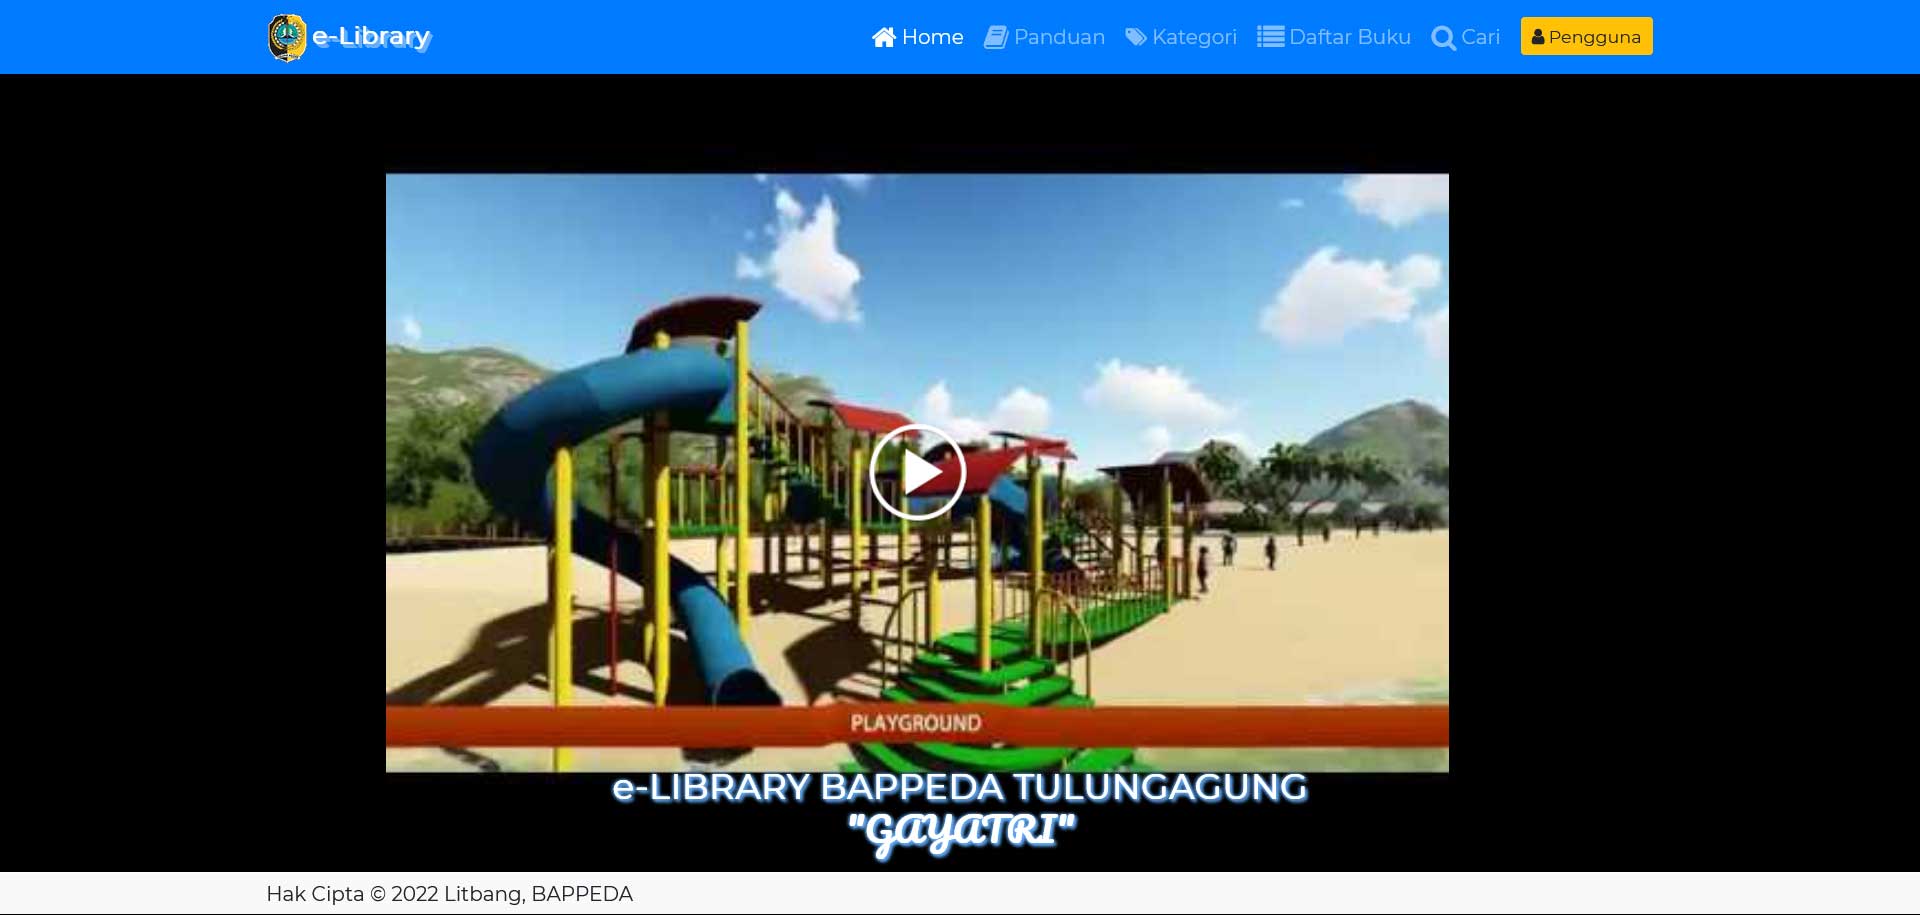 e-Library
Home
Panduan
Kategori
Daftar Buku
Cari
Pengguna
PLAYGROUND
e-LIBRARY BAPPEDA TULUNGAGUNG
"GAYATRI"
Hak Cipta © 2022 Litbang, BAPPEDA